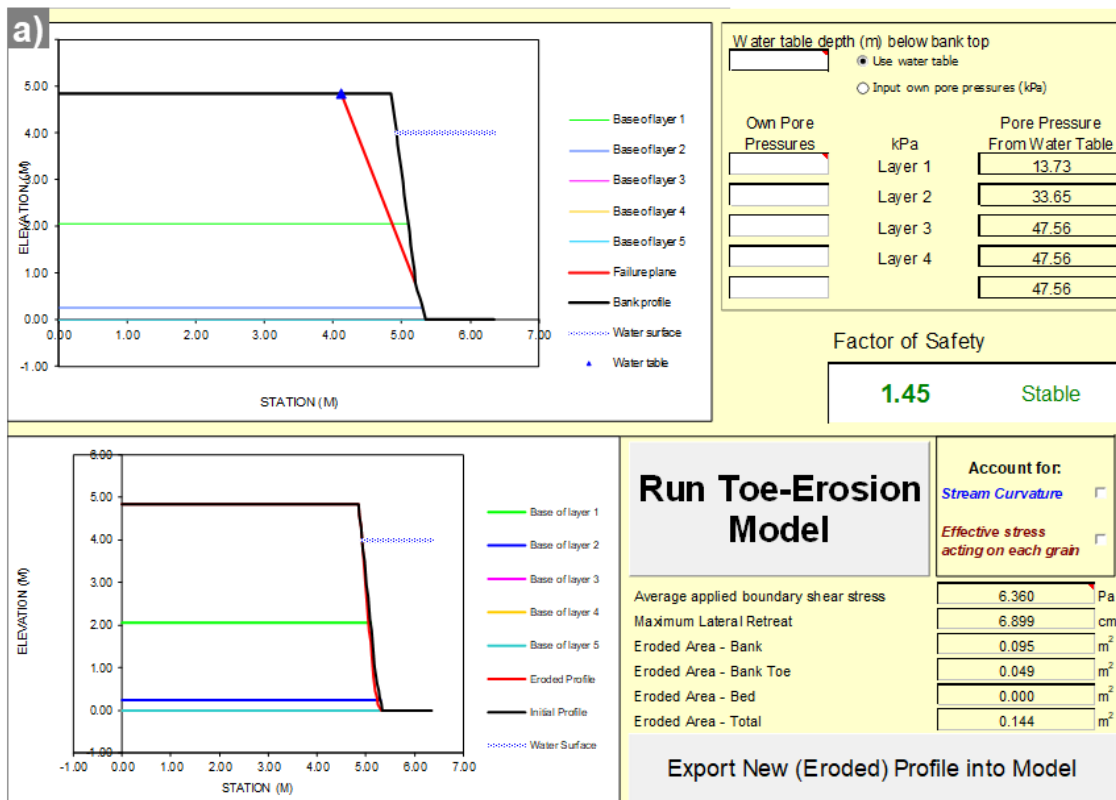 a)
ELEVATION (M)
5.00
4.00
3.00
2.00
1.00
0.00
-1.00
0.00 1.00 2.00 3.00 4.00 5.00 6.00 7.00
STATION (M)
Base of layer 1
Base of layer 2
Base of layer 3
Base of layer 4
Base of layer 5
Failure plane
Bank profile
Water surface
Water table
Water table depth (m) below bank top
Use water table
Input own pore pressures (kPa)
Own Pore
Pressures
kPa
Pore Pressure
From Water Table
Layer 1 13.73
Layer 2 33.65
Layer 3 47.56
Layer 4 47.56
47.56
Factor of Safety
1.45 Stable
ELEVATION (M)
6.00
5.00
4.00
3.00
2.00
1.00
0.00
-1.00
-1.00 0.00 1.00 2.00 3.00 4.00 5.00 6.00 7.00
STATION (M)
Base of layer 1
Base of layer 2
Base of layer 3
Base of layer 4
Base of layer 5
Eroded Profile
Initial Profile
Water Surface
Run Toe-Erosion
Model
Account for:
Stream Curvature
Effective stress
acting on each grain
Average applied boundary shear stress 6.360 Pa
Maximum Lateral Retreat 6.899 cm
Eroded Area - Bank 0.095 m²
Eroded Area - Bank Toe 0.049 m²
Eroded Area - Bed 0.000 m²
Eroded Area - Total 0.144 m²
Export New (Eroded) Profile into Model